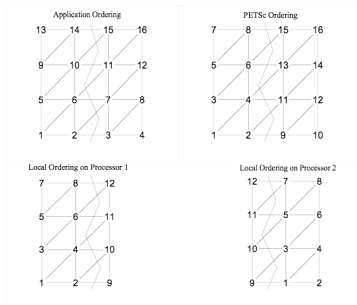 Application Ordering
13 14 15 16
9 10 11 12
5 6 7 8
1 2 3 4
PETSc Ordering
7 8 15 16
5 6 13 14
3 4 11 12
1 2 9 10
Local Ordering on Processor 1
7 8 12
5 6 11
3 4 10
1 2 9
Local Ordering on Processor 2
12 7 8
11 5 6
10 3 4
9 1 2